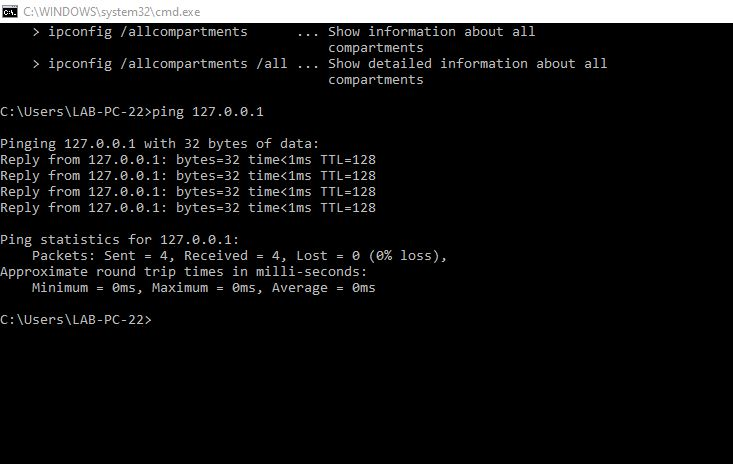 C:\WINDOWS\system32\cmd.exe
> ipconfig /allcompartments      ... Show information about all
compartments
> ipconfig /allcompartments /all ... Show detailed information about all
compartments
C:\Users\LAB-PC-22>ping 127.0.0.1
Pinging 127.0.0.1 with 32 bytes of data:
Reply from 127.0.0.1: bytes=32 time<1ms TTL=128
Reply from 127.0.0.1: bytes=32 time<1ms TTL=128
Reply from 127.0.0.1: bytes=32 time<1ms TTL=128
Reply from 127.0.0.1: bytes=32 time<1ms TTL=128
Ping statistics for 127.0.0.1:
Packets: Sent = 4, Received = 4, Lost = 0 (0% loss),
Approximate round trip times in milli-seconds:
Minimum = 0ms, Maximum = 0ms, Average = 0ms
C:\Users\LAB-PC-22>